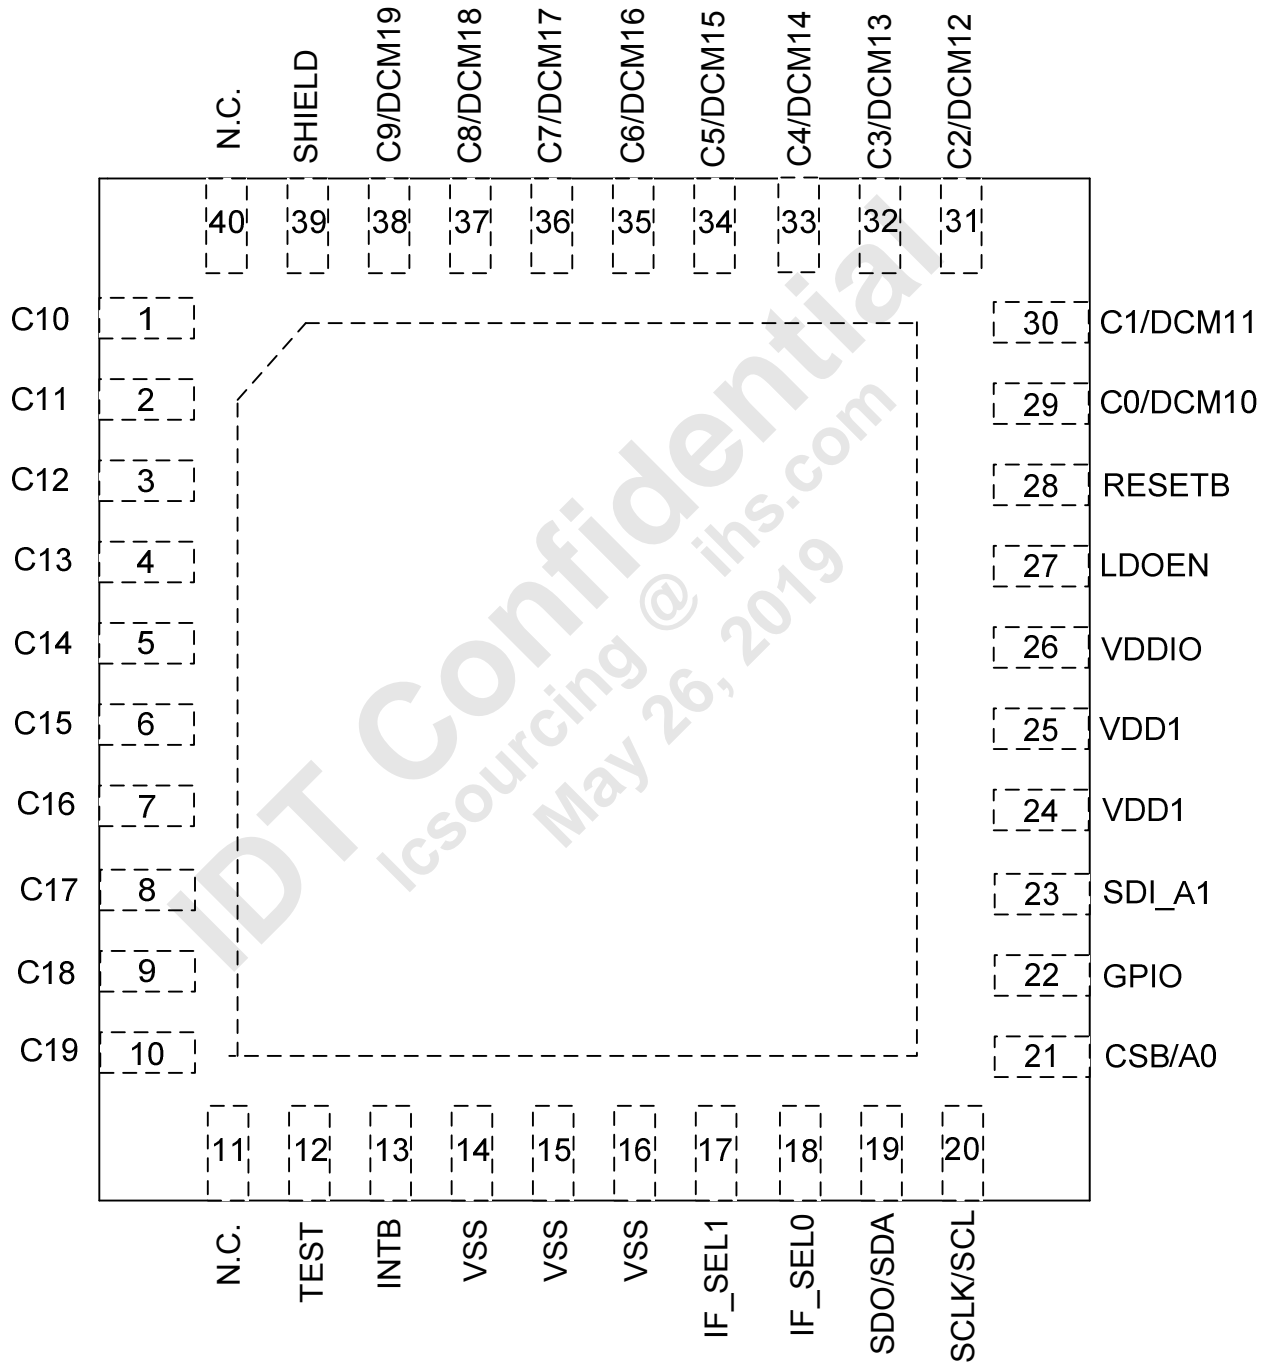 N.C.
SHIELD
C9/DCM19
C8/DCM18
C7/DCM17
C6/DCM16
C5/DCM15
C4/DCM14
C3/DCM13
C2/DCM12
40
39
38
37
36
35
34
33
32
31
C10 1
C11 2
C12 3
C13 4
C14 5
C15 6
C16 7
C17 8
C18 9
C19 10
30 C1/DCM11
29 C0/DCM10
28 RESETB
27 LDOEN
26 VDDIO
25 VDD1
24 VDD1
23 SDI_A1
22 GPIO
21 CSB/A0
11
12
13
14
15
16
17
18
19
20
N.C.
TEST
INTB
VSS
VSS
VSS
IF_SEL1
IF_SEL0
SDO/SDA
SCLK/SCL
IDT Confidential
Icsourcing @ ihs.com
May 26, 2019